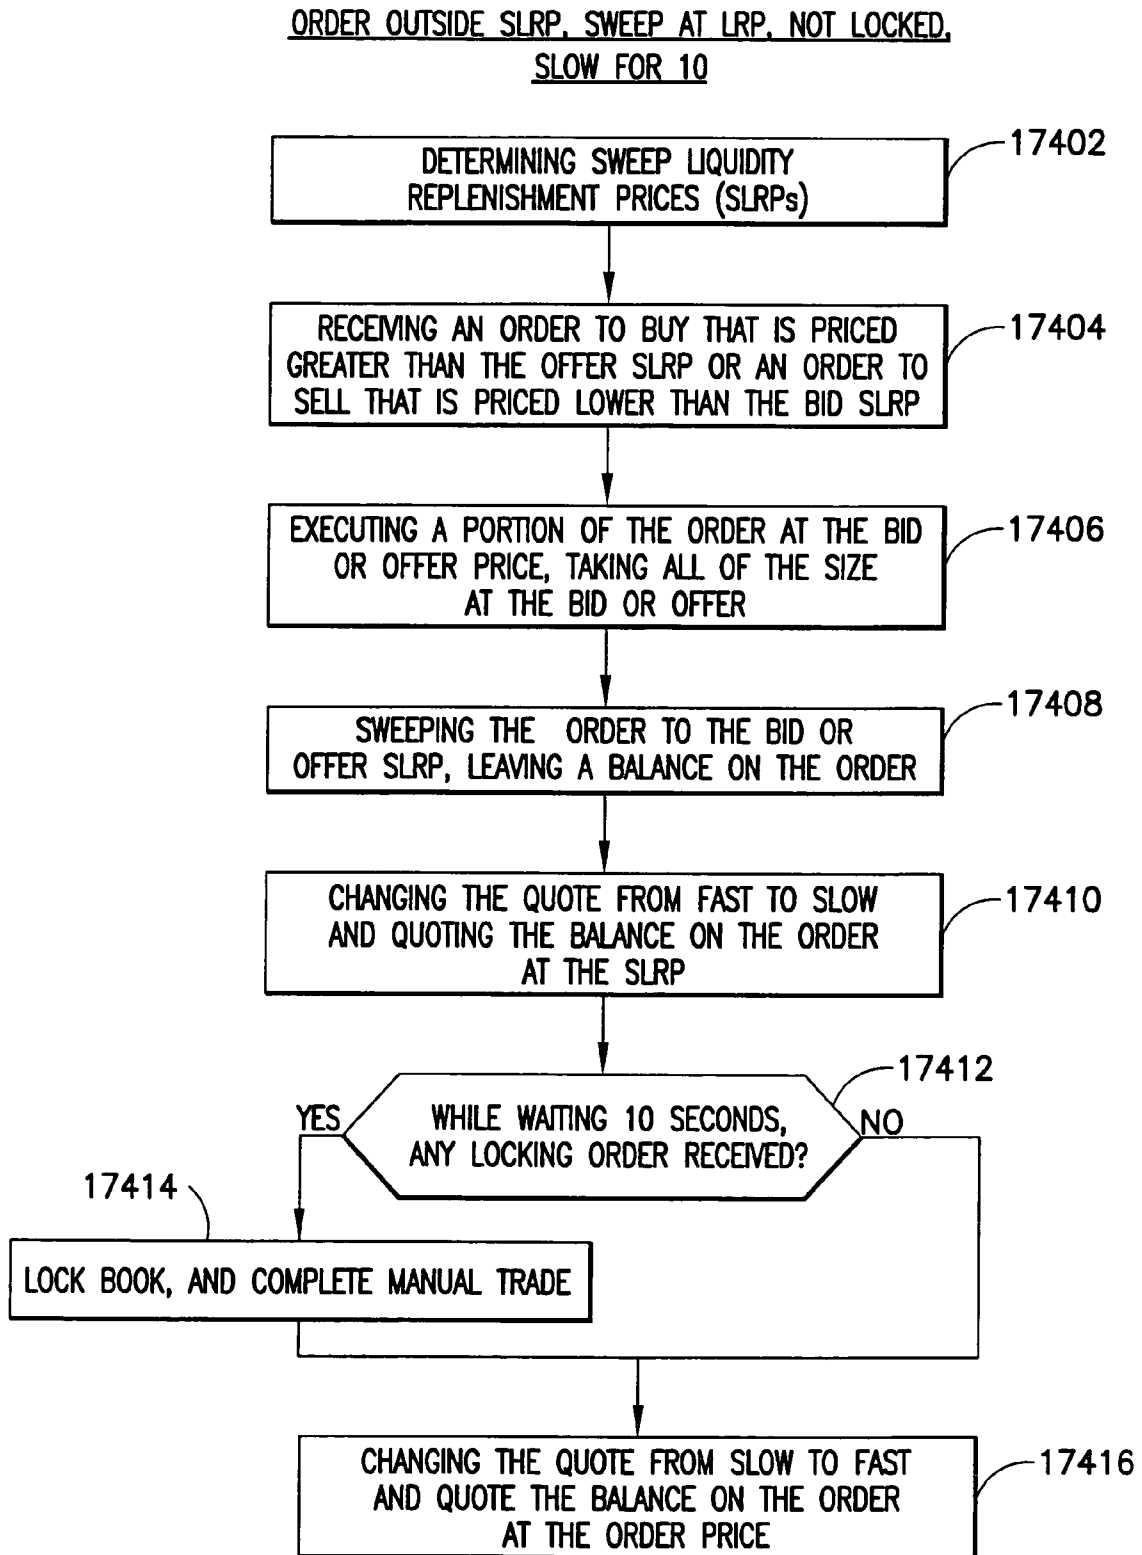 ORDER OUTSIDE SLRP, SWEEP AT LRP, NOT LOCKED,
SLOW FOR 10
17402
DETERMINING SWEEP LIQUIDITY
REPLENISHMENT PRICES (SLRPs)
17404
RECEIVING AN ORDER TO BUY THAT IS PRICED
GREATER THAN THE OFFER SLRP OR AN ORDER TO
SELL THAT IS PRICED LOWER THAN THE BID SLRP
17406
EXECUTING A PORTION OF THE ORDER AT THE BID
OR OFFER PRICE, TAKING ALL OF THE SIZE
AT THE BID OR OFFER
17408
SWEEPING THE ORDER TO THE BID OR
OFFER SLRP, LEAVING A BALANCE ON THE ORDER
17410
CHANGING THE QUOTE FROM FAST TO SLOW
AND QUOTING THE BALANCE ON THE ORDER
AT THE SLRP
17412
YES
WHILE WAITING 10 SECONDS,
ANY LOCKING ORDER RECEIVED?
NO
17414
LOCK BOOK, AND COMPLETE MANUAL TRADE
17416
CHANGING THE QUOTE FROM SLOW TO FAST
AND QUOTE THE BALANCE ON THE ORDER
AT THE ORDER PRICE